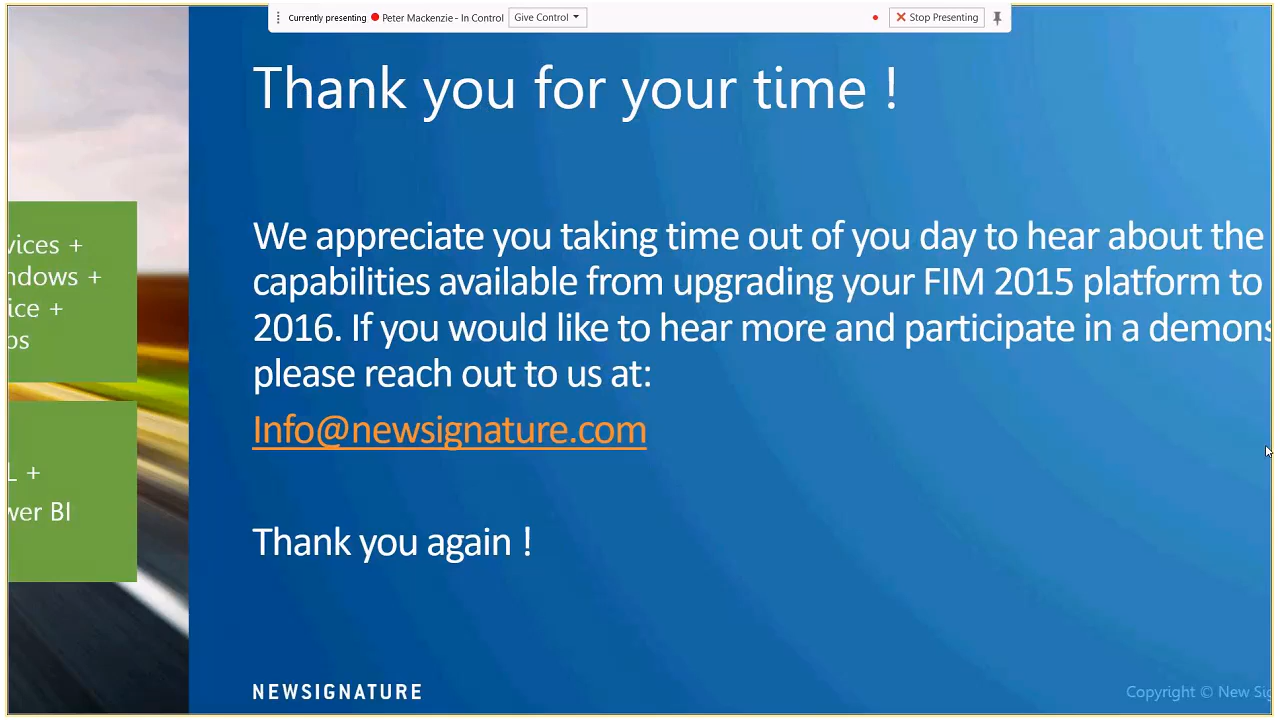 Currently presenting Peter Mackenzie - In Control Give Control Stop Presenting
Thank you for your time !
We appreciate you taking time out of you day to hear about the
capabilities available from upgrading your FIM 2015 platform to
2016. If you would like to hear more and participate in a demons
please reach out to us at:
Info@newsignature.com
Thank you again !
vices +
ndows +
ice +
ps
L +
wer BI
NEWSIGNATURE
Copyright © New Sig